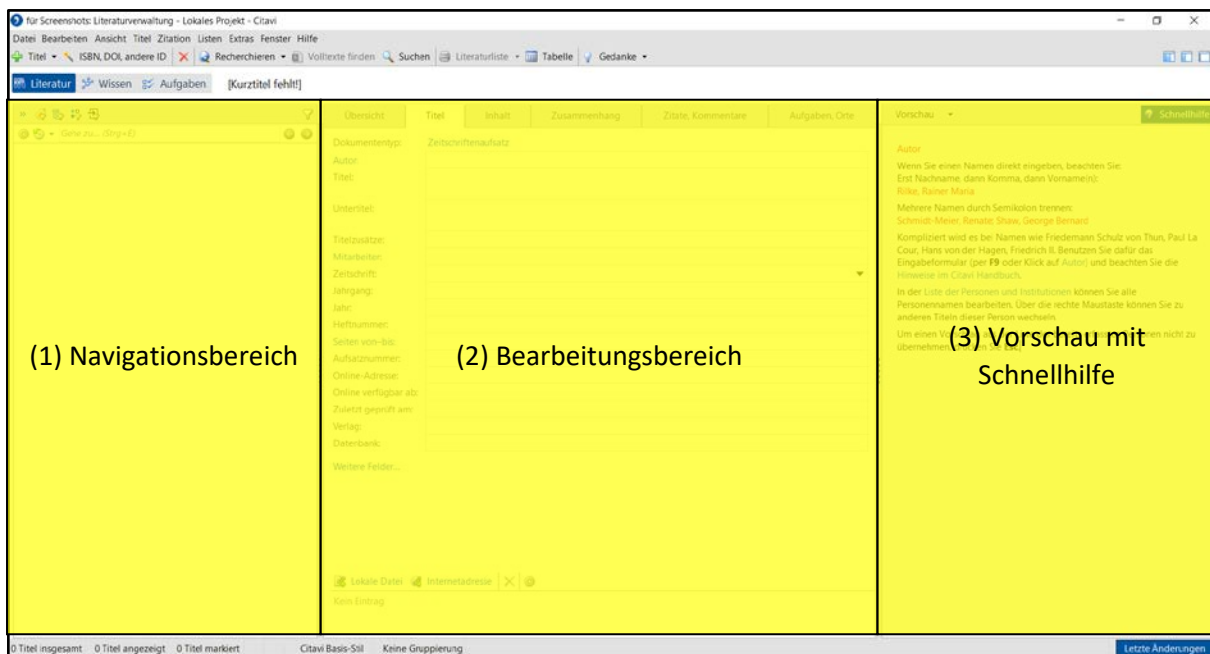 für Screenshots: Literaturverwaltung - Lokales Projekt - Citavi
Datei Bearbeiten Ansicht Titel Zitation Listen Extras Fenster Hilfe
Titel ISBN, DOI, andere ID Recherchieren Volltexte finden Suchen Literaturliste Tabelle Gedanke
Literatur Wissen Aufgaben [Kurztitel fehlt!]
Gehe zu... (Strg+E)
(1) Navigationsbereich
Übersicht Titel Inhalt Zusammenhang Zitate, Kommentare Aufgaben, Orte
Dokumententyp: Zeitschriftenaufsatz
Autor:
Titel:
Untertitel:
Titelzusätze:
Mitarbeiter:
Zeitschrift:
Jahrgang:
Jahr:
Heftnummer:
Seiten von–bis:
(2) Bearbeitungsbereich
Aufsatznummer:
Online-Adresse:
Online verfügbar ab:
Zuletzt geprüft am:
Verlag:
Datenbank:
Weitere Felder...
Lokale Datei Internetadresse
Kein Eintrag
Vorschau Schnellhilfe
Autor
Wenn Sie einen Namen direkt eingeben, beachten Sie:
Erst Nachname, dann Komma, dann Vorname(n):
Rilke, Rainer Maria
Mehrere Namen durch Semikolon trennen:
Schmidt-Meier, Renate; Shaw, George Bernard
Kompliziert wird es bei Namen wie Friedemann Schulz von Thun, Paul La
Cour, Hans von der Hagen, Friedrich II. Benutzen Sie dafür das
Eingabeformular (per F9 oder Klick auf Autor) und beachten Sie die
Hinweise im Citavi Handbuch.
In der Liste der Personen und Institutionen können Sie alle
Personennamen bearbeiten. Über die rechte Maustaste können Sie zu
anderen Titeln dieser Person wechseln.
Um einen nicht zu
übernehmen
(3) Vorschau mit
Schnellhilfe
0 Titel insgesamt 0 Titel angezeigt 0 Titel markiert Citavi Basis-Stil Keine Gruppierung Letzte Änderungen